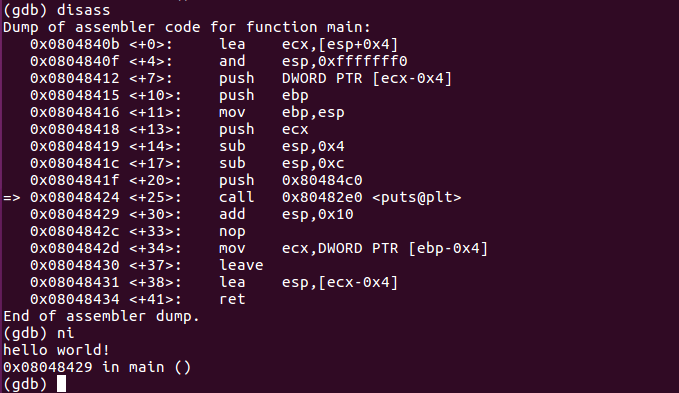 (gdb) disass
Dump of assembler code for function main:
   0x0804840b <+0>:     lea    ecx,[esp+0x4]
   0x0804840f <+4>:     and    esp,0xfffffff0
   0x08048412 <+7>:     push   DWORD PTR [ecx-0x4]
   0x08048415 <+10>:    push   ebp
   0x08048416 <+11>:    mov    ebp,esp
   0x08048418 <+13>:    push   ecx
   0x08048419 <+14>:    sub    esp,0x4
   0x0804841c <+17>:    sub    esp,0xc
   0x0804841f <+20>:    push   0x80484c0
=> 0x08048424 <+25>:    call   0x80482e0 <puts@plt>
   0x08048429 <+30>:    add    esp,0x10
   0x0804842c <+33>:    nop
   0x0804842d <+34>:    mov    ecx,DWORD PTR [ebp-0x4]
   0x08048430 <+37>:    leave
   0x08048431 <+38>:    lea    esp,[ecx-0x4]
   0x08048434 <+41>:    ret
End of assembler dump.
(gdb) ni
hello world!
0x08048429 in main ()
(gdb)